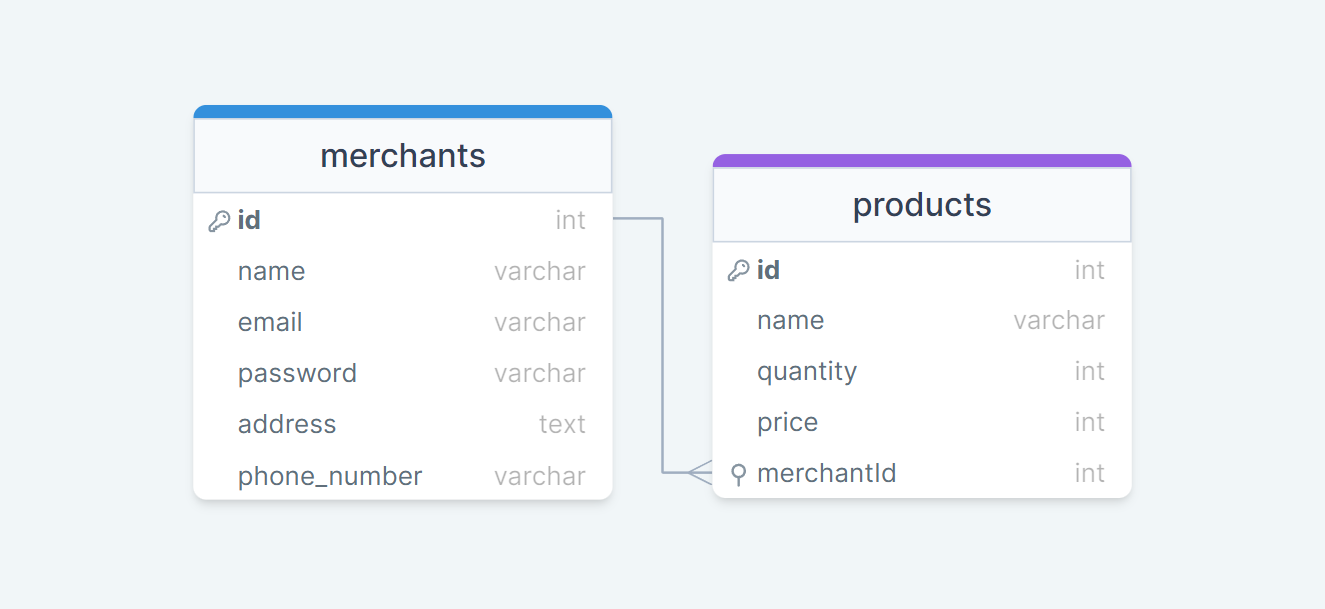 merchants
id int
name varchar
email varchar
password varchar
address text
phone_number varchar
products
id int
name varchar
quantity int
price int
merchantId int